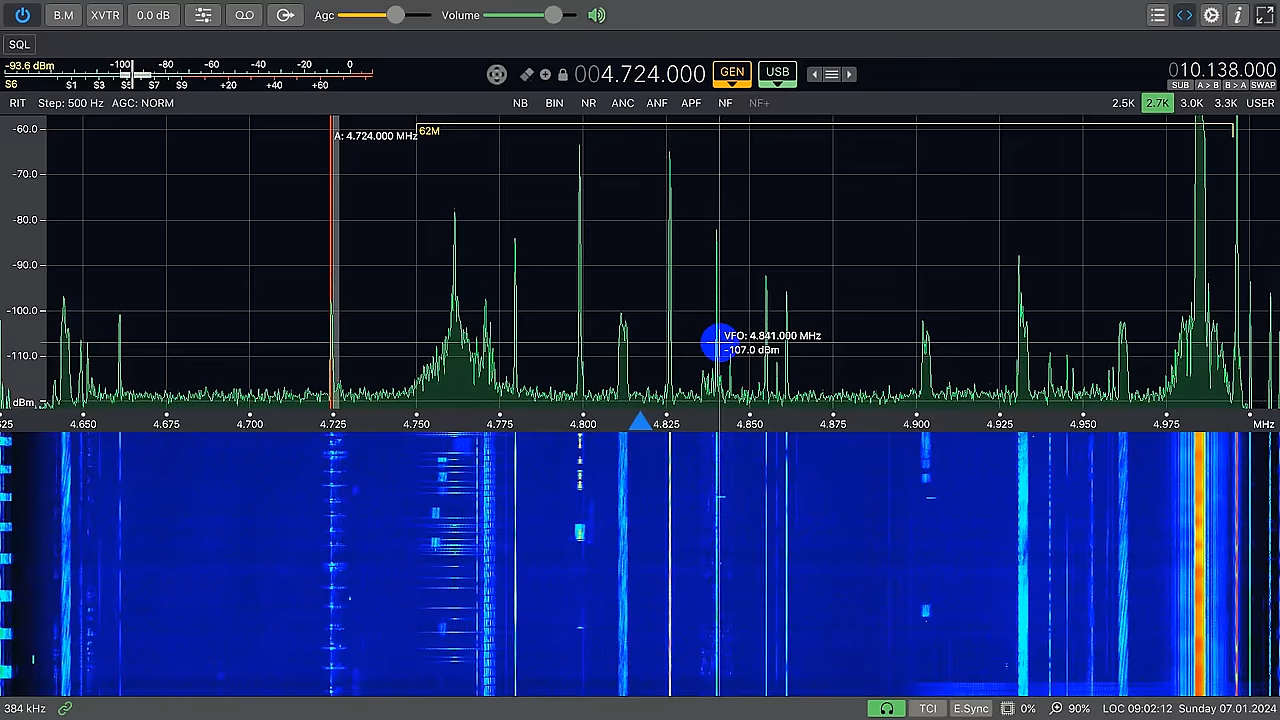 B.M XVTR 0.0 dB Agc Volume
SQL
-93.6 dBm -100 -80 -60 -40 -20 0
S6 S1 S3 S5 S7 S9 +20 +40 +60
004.724.000 GEN USB
010.138.000
SUB A > B B > A SWAP
RIT Step: 500 Hz AGC: NORM NB BIN NR ANC ANF APF NF NF+ 2.5K 2.7K 3.0K 3.3K USER
-60.0
A: 4.724.000 MHz 62M
-70.0
-80.0
-90.0
-100.0
VFO: 4.841.000 MHz
-107.0 dBm
-110.0
dBm
625 4.650 4.675 4.700 4.725 4.750 4.775 4.800 4.825 4.850 4.875 4.900 4.925 4.950 4.975 MHz
384 kHz TCI E.Sync 0% 90% LOC 09:02:12 Sunday 07.01.2024